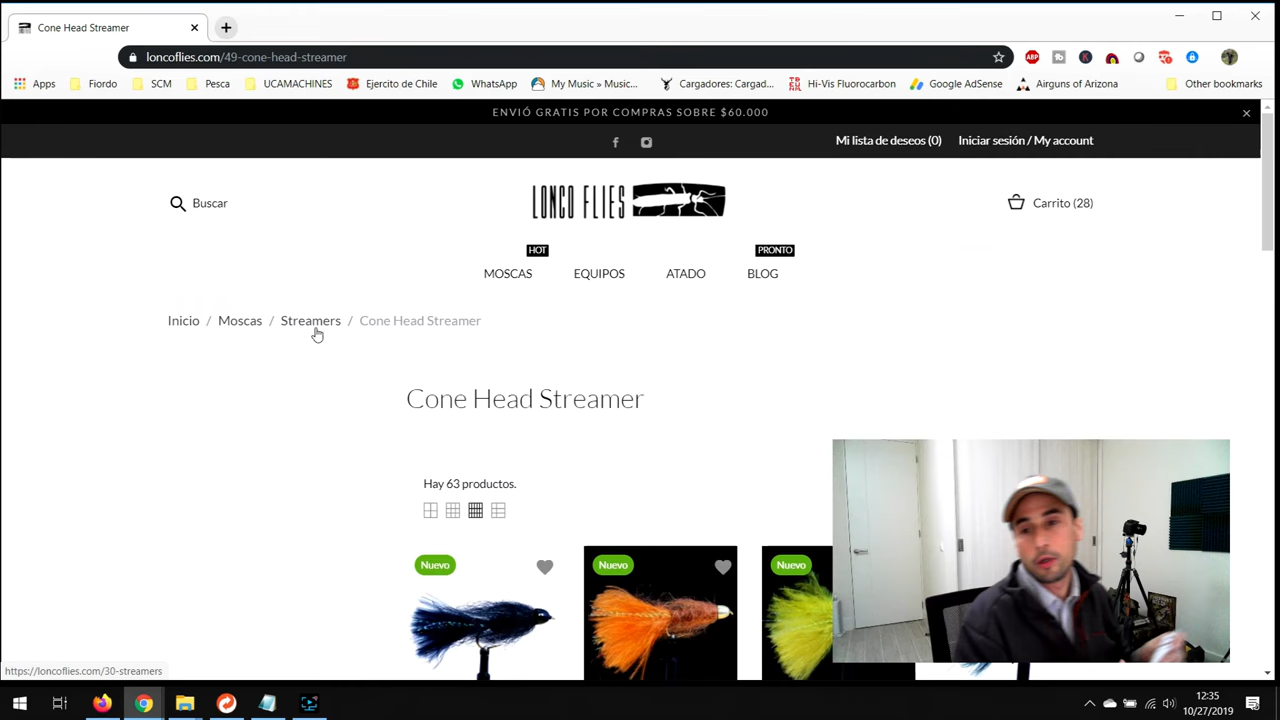 Cone Head Streamer
loncoflies.com/49-cone-head-streamer
ABP
Apps Fiordo SCM Pesca UCAMACHINES Ejercito de Chile WhatsApp My Music » Music... Cargadores: Cargad... Hi-Vis Fluorocarbon Google AdSense Airguns of Arizona Other bookmarks
ENVIÓ GRATIS POR COMPRAS SOBRE $60.000
Mi lista de deseos (0) Iniciar sesión / My account
Buscar
LONCO FLIES
Carrito (28)
HOT PRONTO
MOSCAS EQUIPOS ATADO BLOG
Inicio / Moscas / Streamers / Cone Head Streamer
Cone Head Streamer
Hay 63 productos.
Nuevo Nuevo Nuevo
https://loncoflies.com/30-streamers
12:35
10/27/2019